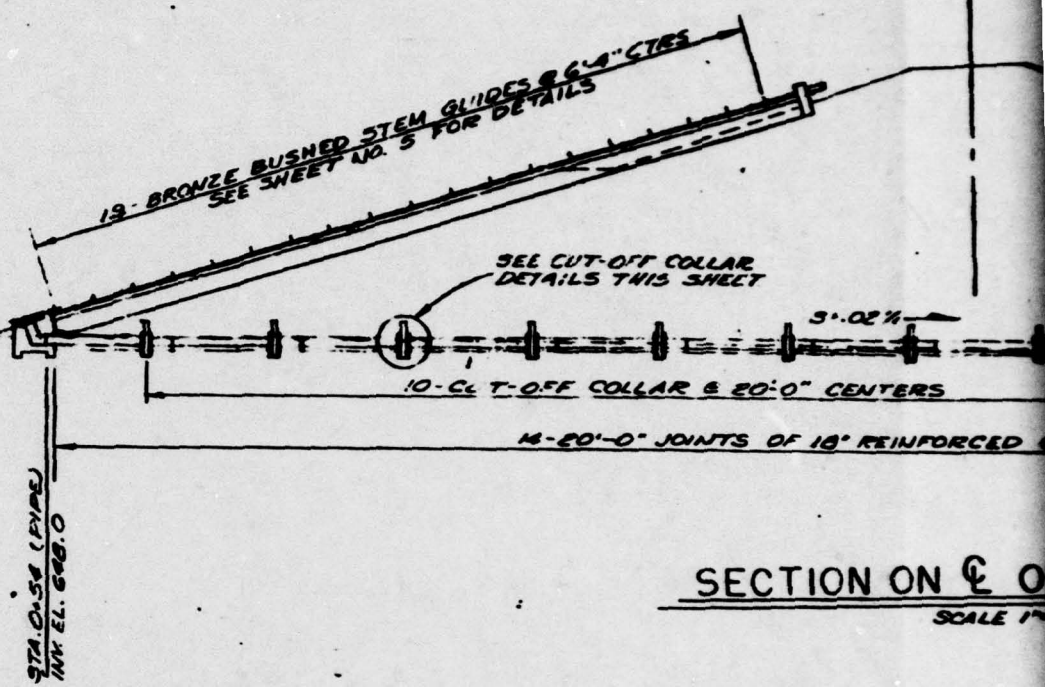 19- BRONZE BUSHED STEM GUIDES @ 6'-4" CTRS
SEE SHEET NO. 5 FOR DETAILS
SEE CUT-OFF COLLAR
DETAILS THIS SHEET
S=.02%
10-CUT-OFF COLLAR @ 20'-0" CENTERS
14-20'-0" JOINTS OF 18" REINFORCED
STA. 0+54 (PIPE)
INV. EL. 648.0
SECTION ON ℄ O
SCALE 1"